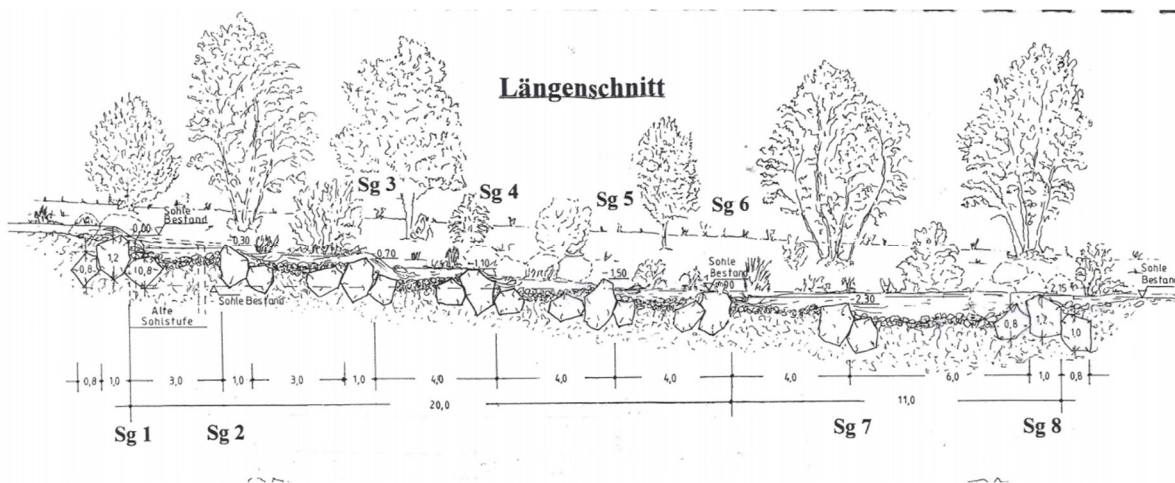 Längenschnitt
Sg 3
Sg 4
Sg 5
Sg 6
Sohle
Bestand
0,00
0,30
0,70
1,10
1,50
Sohle
Bestand
1,90
2,30
2,15
Sohle
Bestand
0,8
1,2
0,8
0,8
1,2
1,0
Sohle Bestand
Alte
Sohlstufe
0,8
1,0
3,0
1,0
3,0
1,0
4,0
4,0
4,0
4,0
6,0
1,0
0,8
20,0
11,0
Sg 1
Sg 2
Sg 7
Sg 8